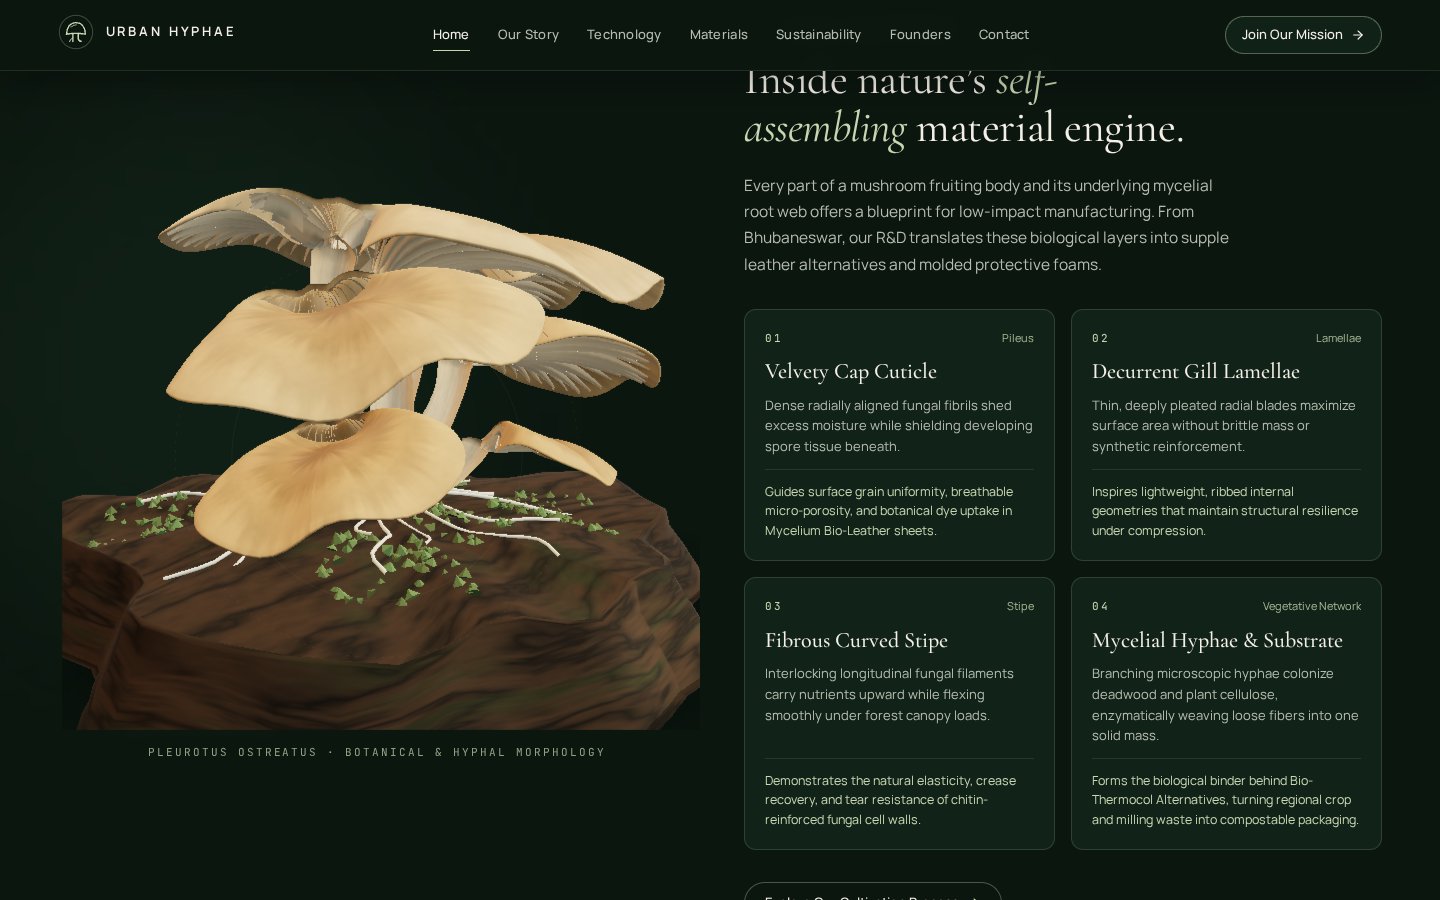 URBAN HYPHAE
Home
Our Story
Technology
Materials
Sustainability
Founders
Contact
Join Our Mission →
Inside nature’s self-
assembling material engine.
Every part of a mushroom fruiting body and its underlying mycelial
root web offers a blueprint for low-impact manufacturing. From
Bhubaneswar, our R&D translates these biological layers into supple
leather alternatives and molded protective foams.
01
Pileus
Velvety Cap Cuticle
Dense radially aligned fungal fibrils shed
excess moisture while shielding developing
spore tissue beneath.
Guides surface grain uniformity, breathable
micro-porosity, and botanical dye uptake in
Mycelium Bio-Leather sheets.
02
Lamellae
Decurrent Gill Lamellae
Thin, deeply pleated radial blades maximize
surface area without brittle mass or
synthetic reinforcement.
Inspires lightweight, ribbed internal
geometries that maintain structural resilience
under compression.
03
Stipe
Fibrous Curved Stipe
Interlocking longitudinal fungal filaments
carry nutrients upward while flexing
smoothly under forest canopy loads.
Demonstrates the natural elasticity, crease
recovery, and tear resistance of chitin-
reinforced fungal cell walls.
04
Vegetative Network
Mycelial Hyphae & Substrate
Branching microscopic hyphae colonize
deadwood and plant cellulose,
enzymatically weaving loose fibers into one
solid mass.
Forms the biological binder behind Bio-
Thermocol Alternatives, turning regional crop
and milling waste into compostable packaging.
PLEUROTUS OSTREATUS · BOTANICAL & HYPHAL MORPHOLOGY